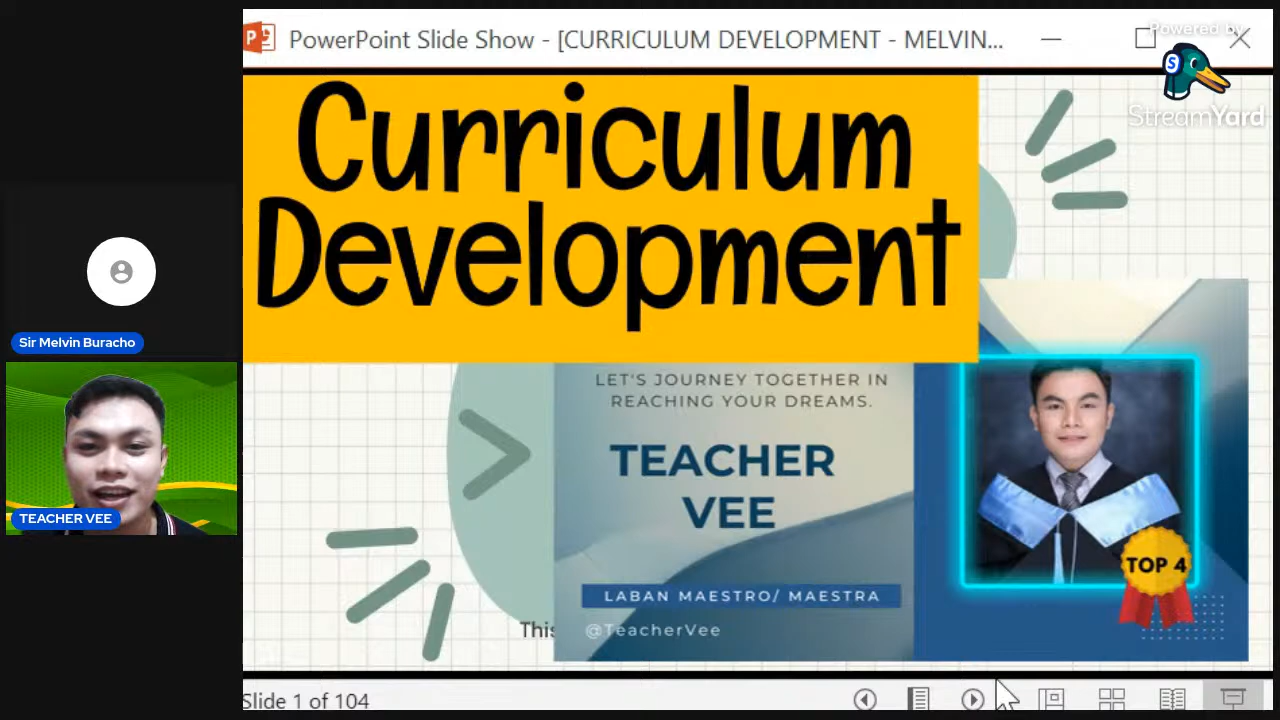 PowerPoint Slide Show - [CURRICULUM DEVELOPMENT - MELVIN...
Powered by
StreamYard
Curriculum
Development
Sir Melvin Buracho
TEACHER VEE
LET'S JOURNEY TOGETHER IN
REACHING YOUR DREAMS.
TEACHER
VEE
TOP 4
LABAN MAESTRO/ MAESTRA
This
@TeacherVee
Slide 1 of 104